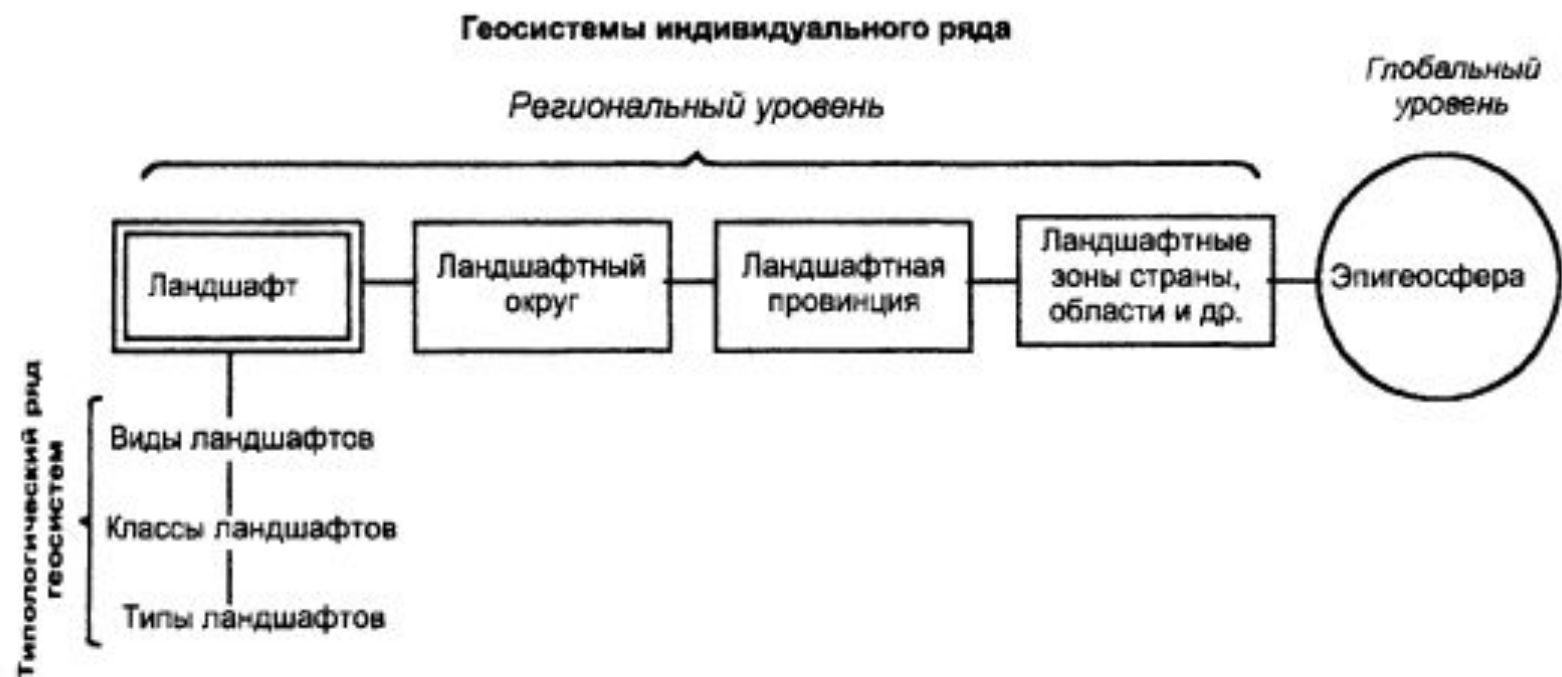 Геосистемы индивидуального ряда
Региональный уровень
Глобальный
уровень
Ландшафт
Ландшафтный
округ
Ландшафтная
провинция
Ландшафтные
зоны страны,
области и др.
Эпигеосфера
Типологический ряд
геосистем
Виды ландшафтов
Классы ландшафтов
Типы ландшафтов